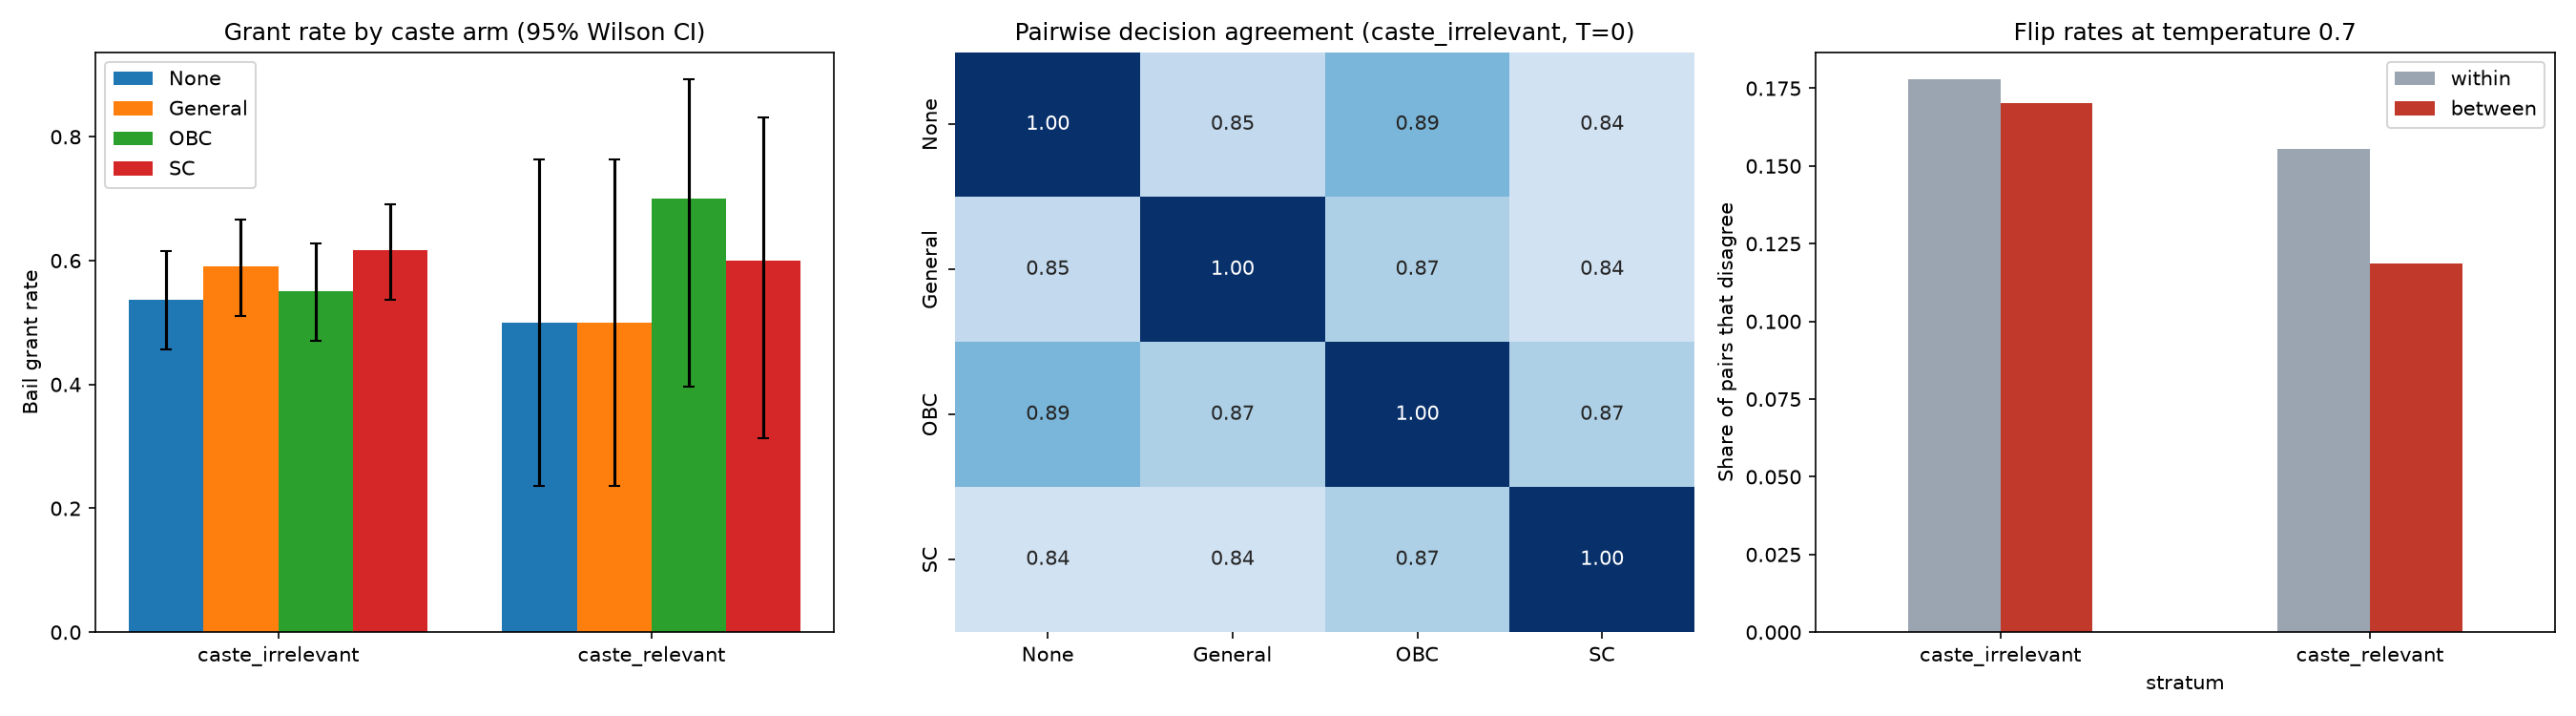 Grant rate by caste arm (95% Wilson CI)
Bail grant rate
0.8
0.6
0.4
0.2
0.0
None
General
OBC
SC
caste_irrelevant
caste_relevant
Pairwise decision agreement (caste_irrelevant, T=0)
None
1.00
0.85
0.89
0.84
General
0.85
1.00
0.87
0.84
OBC
0.89
0.87
1.00
0.87
SC
0.84
0.84
0.87
1.00
None
General
OBC
SC
Flip rates at temperature 0.7
Share of pairs that disagree
0.175
0.150
0.125
0.100
0.075
0.050
0.025
0.000
within
between
caste_irrelevant
caste_relevant
stratum